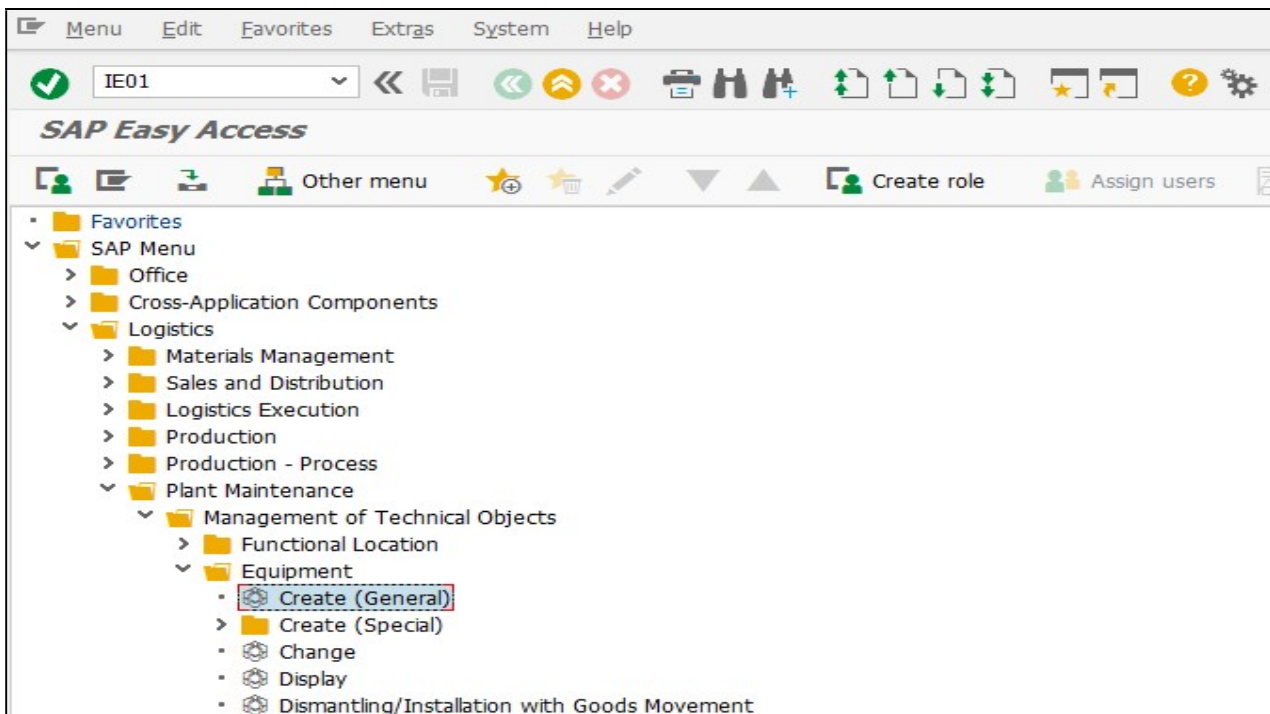 Menu Edit Favorites Extras System Help
IE01
SAP Easy Access
Other menu Create role Assign users
Favorites
SAP Menu
Office
Cross-Application Components
Logistics
Materials Management
Sales and Distribution
Logistics Execution
Production
Production - Process
Plant Maintenance
Management of Technical Objects
Functional Location
Equipment
Create (General)
Create (Special)
Change
Display
Dismantling/Installation with Goods Movement